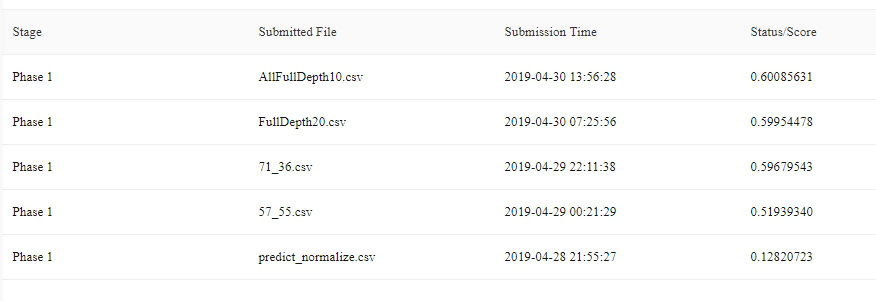 Stage Submitted File Submission Time Status/Score
Phase 1 AllFullDepth10.csv 2019-04-30 13:56:28 0.60085631
Phase 1 FullDepth20.csv 2019-04-30 07:25:56 0.59954478
Phase 1 71_36.csv 2019-04-29 22:11:38 0.59679543
Phase 1 57_55.csv 2019-04-29 00:21:29 0.51939340
Phase 1 predict_normalize.csv 2019-04-28 21:55:27 0.12820723